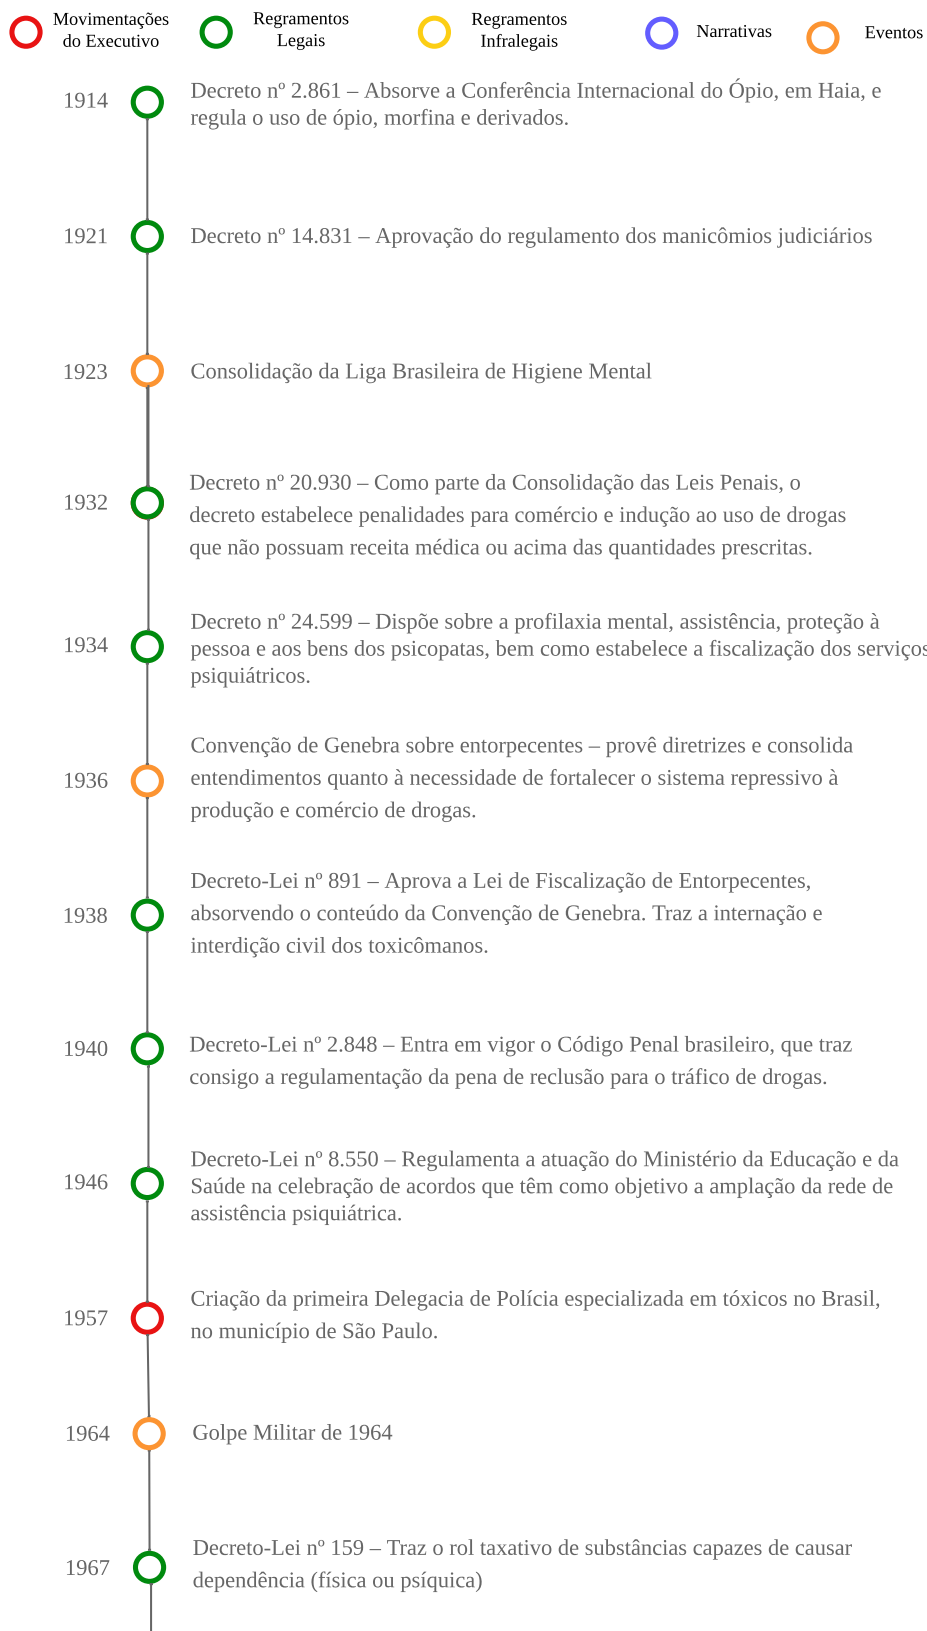 Movimentações
do Executivo
Regramentos
Legais
Regramentos
Infralegais
Narrativas
Eventos
1914
Decreto nº 2.861 – Absorve a Conferência Internacional do Ópio, em Haia, e
regula o uso de ópio, morfina e derivados.
1921
Decreto nº 14.831 – Aprovação do regulamento dos manicômios judiciários
1923
Consolidação da Liga Brasileira de Higiene Mental
1932
Decreto nº 20.930 – Como parte da Consolidação das Leis Penais, o
decreto estabelece penalidades para comércio e indução ao uso de drogas
que não possuam receita médica ou acima das quantidades prescritas.
1934
Decreto nº 24.599 – Dispõe sobre a profilaxia mental, assistência, proteção à
pessoa e aos bens dos psicopatas, bem como estabelece a fiscalização dos serviços
psiquiátricos.
1936
Convenção de Genebra sobre entorpecentes – provê diretrizes e consolida
entendimentos quanto à necessidade de fortalecer o sistema repressivo à
produção e comércio de drogas.
1938
Decreto-Lei nº 891 – Aprova a Lei de Fiscalização de Entorpecentes,
absorvendo o conteúdo da Convenção de Genebra. Traz a internação e
interdição civil dos toxicômanos.
1940
Decreto-Lei nº 2.848 – Entra em vigor o Código Penal brasileiro, que traz
consigo a regulamentação da pena de reclusão para o tráfico de drogas.
1946
Decreto-Lei nº 8.550 – Regulamenta a atuação do Ministério da Educação e da
Saúde na celebração de acordos que têm como objetivo a amplação da rede de
assistência psiquiátrica.
1957
Criação da primeira Delegacia de Polícia especializada em tóxicos no Brasil,
no município de São Paulo.
1964
Golpe Militar de 1964
1967
Decreto-Lei nº 159 – Traz o rol taxativo de substâncias capazes de causar
dependência (física ou psíquica)